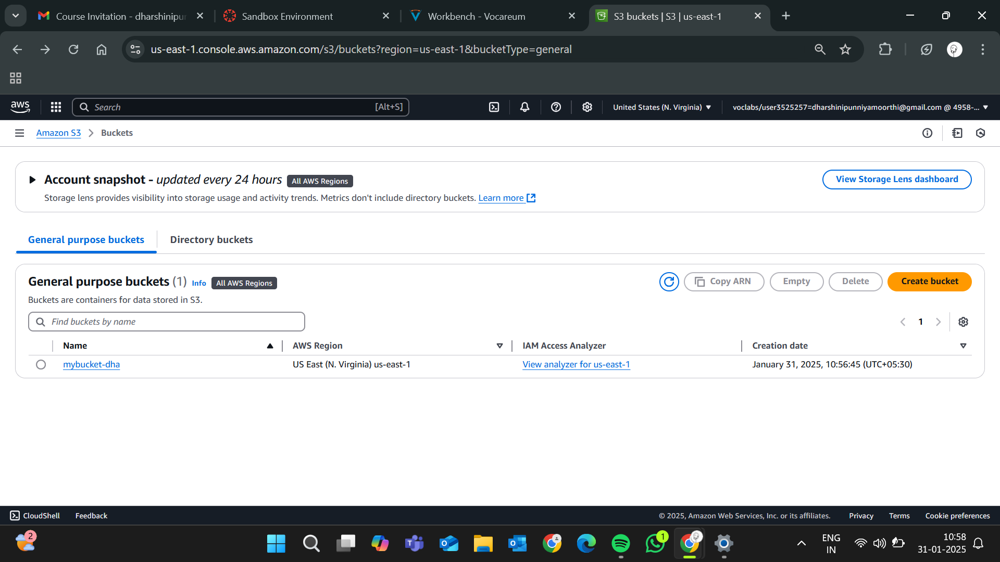 Course Invitation - dharshinipun
Sandbox Environment
Workbench - Vocareum
S3 buckets | S3 | us-east-1
us-east-1.console.aws.amazon.com/s3/buckets?region=us-east-1&bucketType=general
aws
Search
[Alt+S]
United States (N. Virginia)
voclabs/user3525257=dharshinipunniyamoorthi@gmail.com @ 4958-...
Amazon S3
Buckets
Account snapshot - updated every 24 hours
All AWS Regions
View Storage Lens dashboard
Storage lens provides visibility into storage usage and activity trends. Metrics don't include directory buckets. Learn more
General purpose buckets
Directory buckets
General purpose buckets (1)
Info
All AWS Regions
Copy ARN
Empty
Delete
Create bucket
Buckets are containers for data stored in S3.
Find buckets by name
1
Name
AWS Region
IAM Access Analyzer
Creation date
mybucket-dha
US East (N. Virginia) us-east-1
View analyzer for us-east-1
January 31, 2025, 10:56:45 (UTC+05:30)
CloudShell
Feedback
© 2025, Amazon Web Services, Inc. or its affiliates.
Privacy
Terms
Cookie preferences
2
1
ENG
IN
10:58
31-01-2025